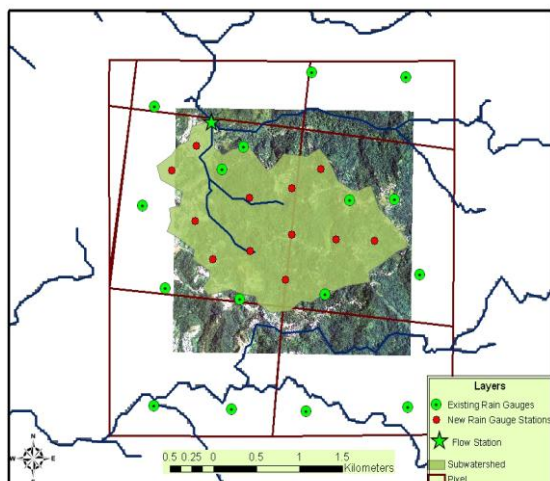 N
W E
S
0.5 0.25 0 0.5 1 1.5
Kilometers
Layers
Existing Rain Gauges
New Rain Gauge Stations
Flow Station
Subwatershed
Pixel